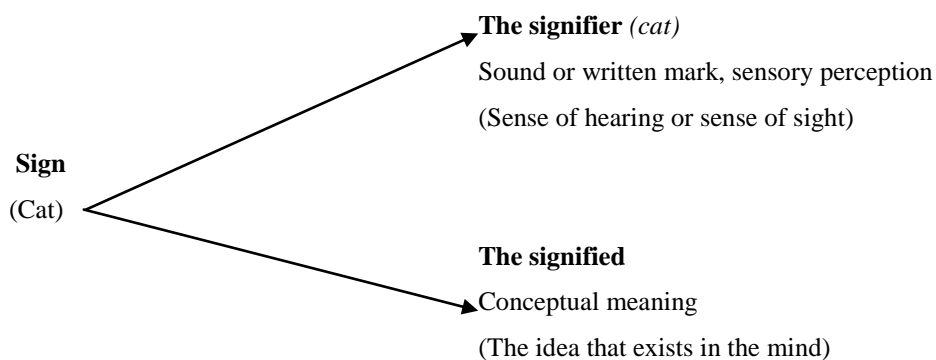 The signifier (cat)
Sound or written mark, sensory perception
(Sense of hearing or sense of sight)
Sign
(Cat)
The signified
Conceptual meaning
(The idea that exists in the mind)